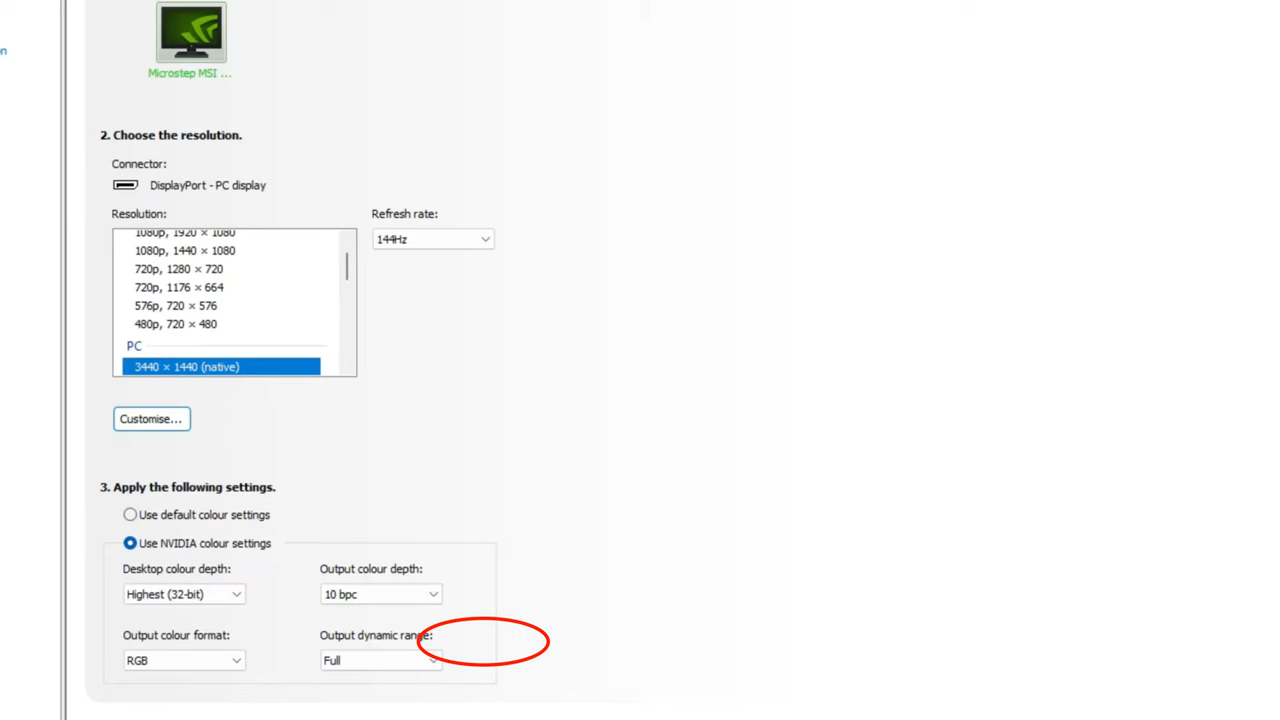 n
Microstep MSI ...
2. Choose the resolution.
Connector:
DisplayPort - PC display
Resolution:
Refresh rate:
1080p, 1920 × 1080
144Hz
1080p, 1440 × 1080
720p, 1280 × 720
720p, 1176 × 664
576p, 720 × 576
480p, 720 × 480
PC
3440 × 1440 (native)
Customise...
3. Apply the following settings.
Use default colour settings
Use NVIDIA colour settings
Desktop colour depth:
Output colour depth:
Highest (32-bit)
10 bpc
Output colour format:
Output dynamic range:
RGB
Full